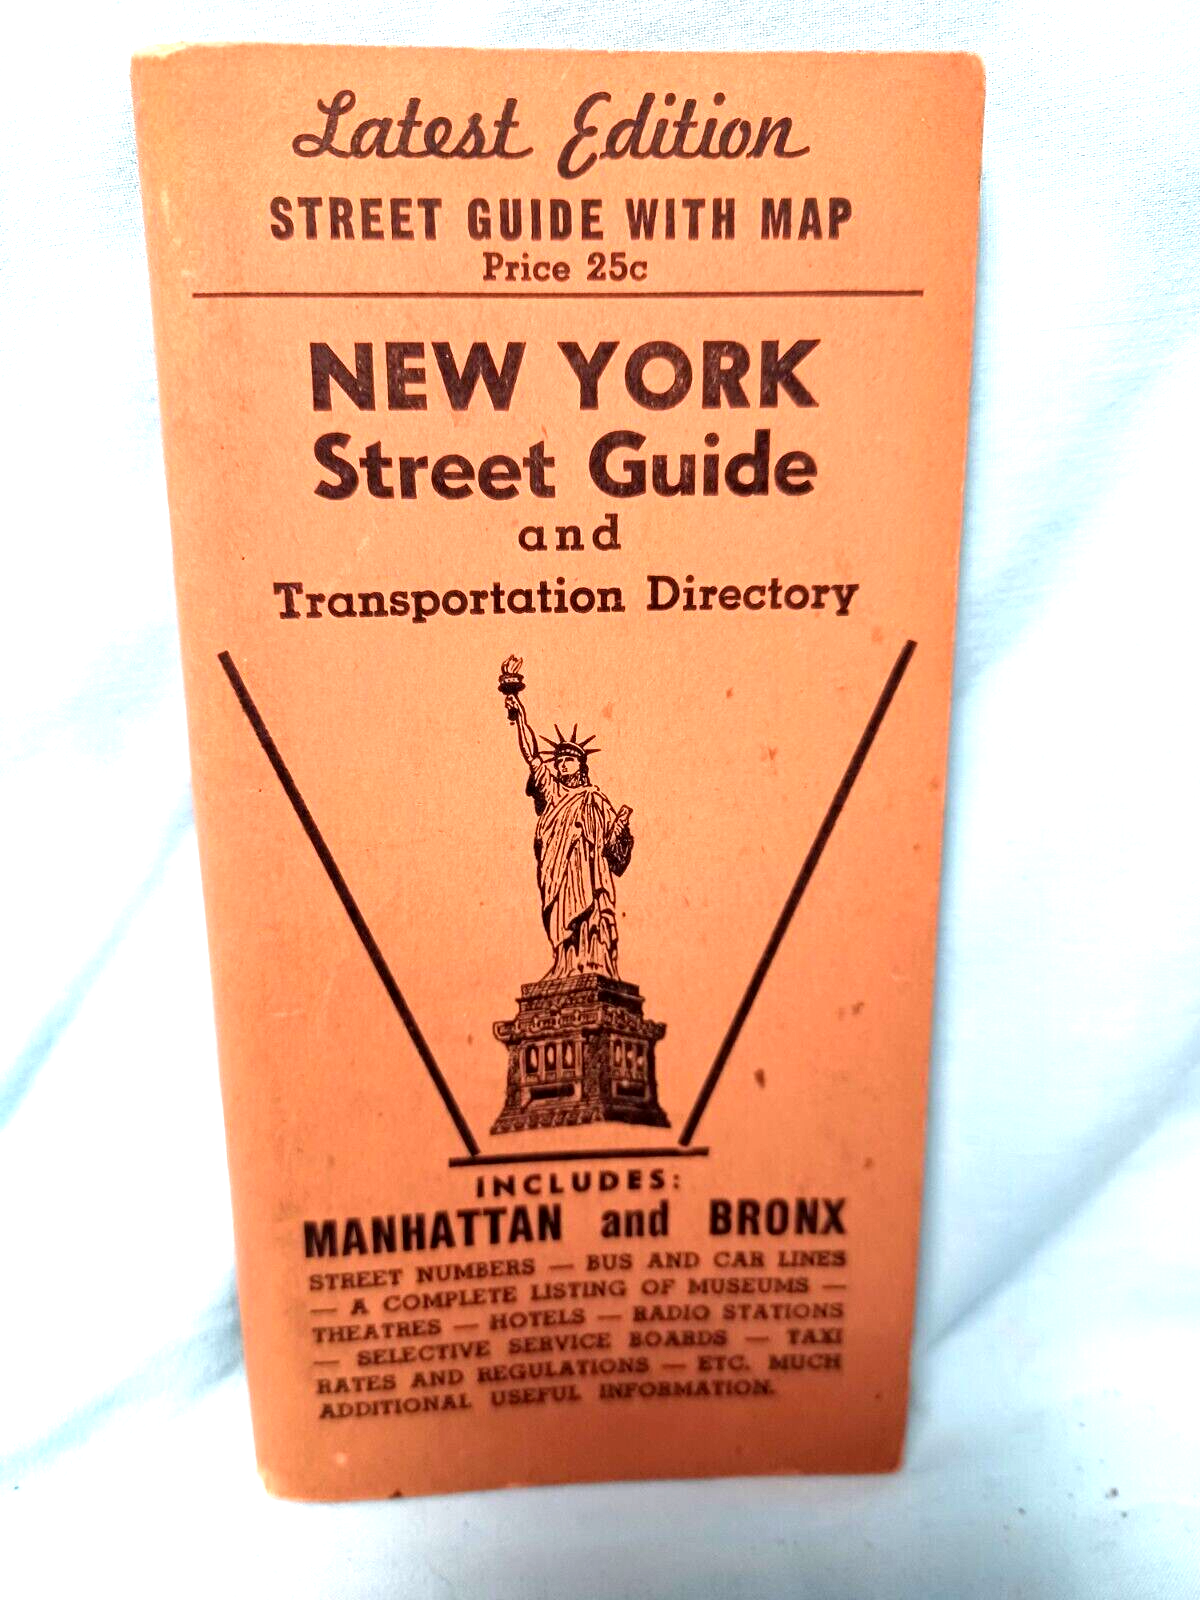 Latest Edition
STREET GUIDE WITH MAP
Price 25c
NEW YORK
Street Guide
and
Transportation Directory
INCLUDES:
MANHATTAN and BRONX
STREET NUMBERS — BUS AND CAR LINES
— A COMPLETE LISTING OF MUSEUMS —
THEATRES — HOTELS — RADIO STATIONS
— SELECTIVE SERVICE BOARDS — TAXI
RATES AND REGULATIONS — ETC. MUCH
ADDITIONAL USEFUL INFORMATION.